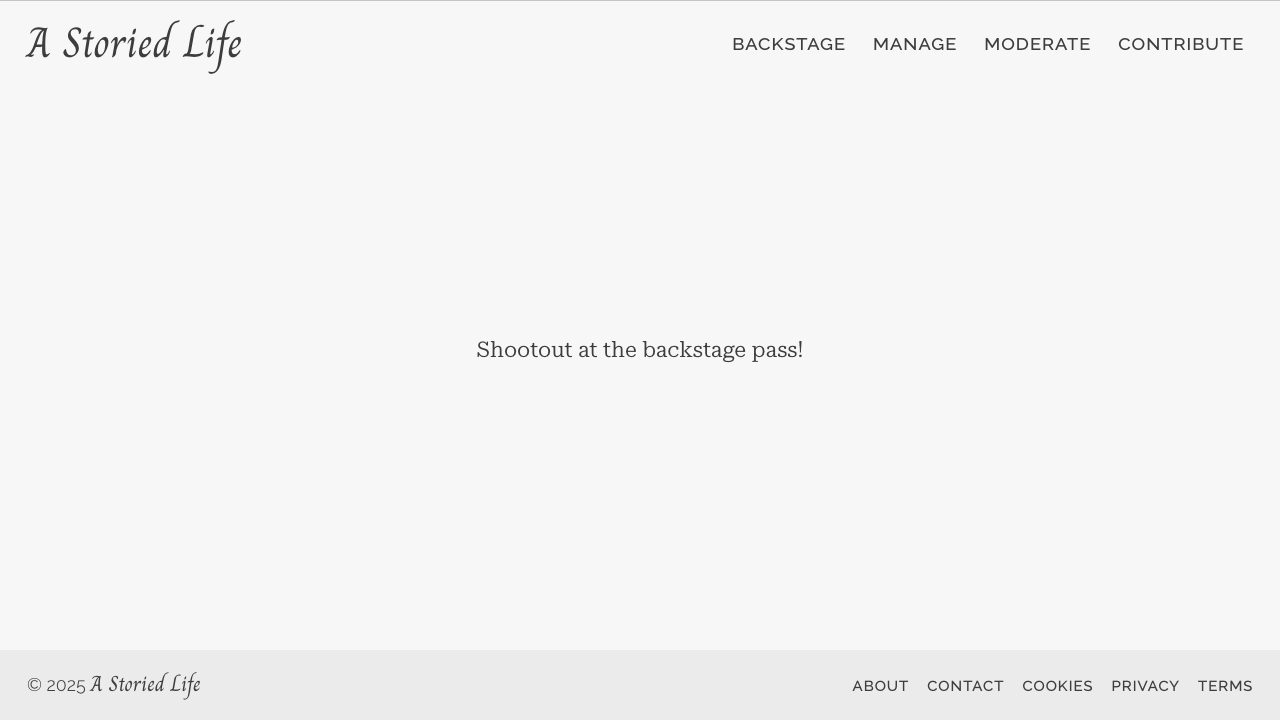 A Storied Life
BACKSTAGE MANAGE MODERATE CONTRIBUTE
Shootout at the backstage pass!
© 2025 A Storied Life
ABOUT CONTACT COOKIES PRIVACY TERMS